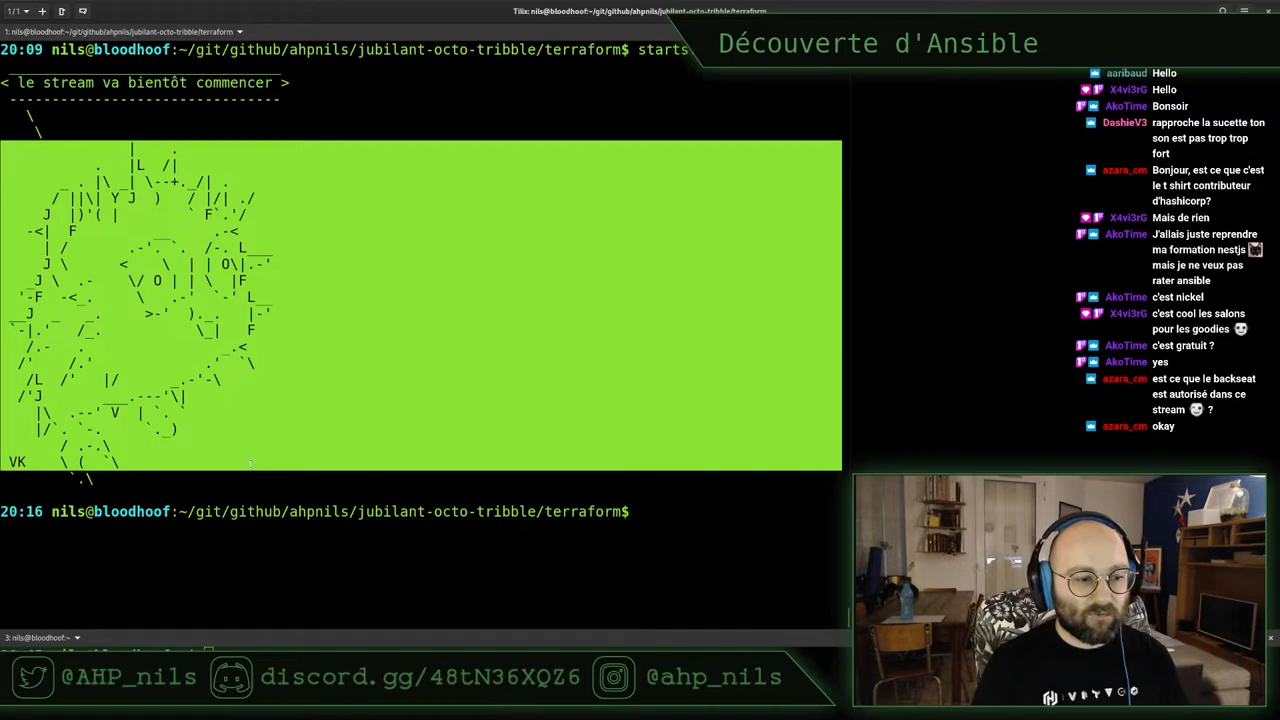 1/1
Tilix: nils@bloodhoof:~/git/github/ahpnils/jubilant-octo-tribble/terraform
1: nils@bloodhoof:~/git/github/ahpnils/jubilant-octo-tribble/terraform
20:09 nils@bloodhoof:~/git/github/ahpnils/jubilant-octo-tribble/terraform$ starts
< le stream va bientôt commencer >
VK
20:16 nils@bloodhoof:~/git/github/ahpnils/jubilant-octo-tribble/terraform$
3: nils@bloodhoof:~
Découverte d'Ansible
aaribaud Hello
X4vi3rG Hello
AkoTime Bonsoir
DashieV3 rapproche la sucette ton
son est pas trop trop
fort
azara_cm Bonjour, est ce que c'est
le t shirt contributeur
d'hashicorp?
X4vi3rG Mais de rien
AkoTime J'allais juste reprendre
ma formation nestjs
mais je ne veux pas
rater ansible
AkoTime c'est nickel
X4vi3rG c'est cool les salons
pour les goodies
AkoTime c'est gratuit ?
AkoTime yes
azara_cm est ce que le backseat
est autorisé dans ce
stream ?
azara_cm okay
@AHP_nils
discord.gg/48tN36XQZ6
@ahp_nils